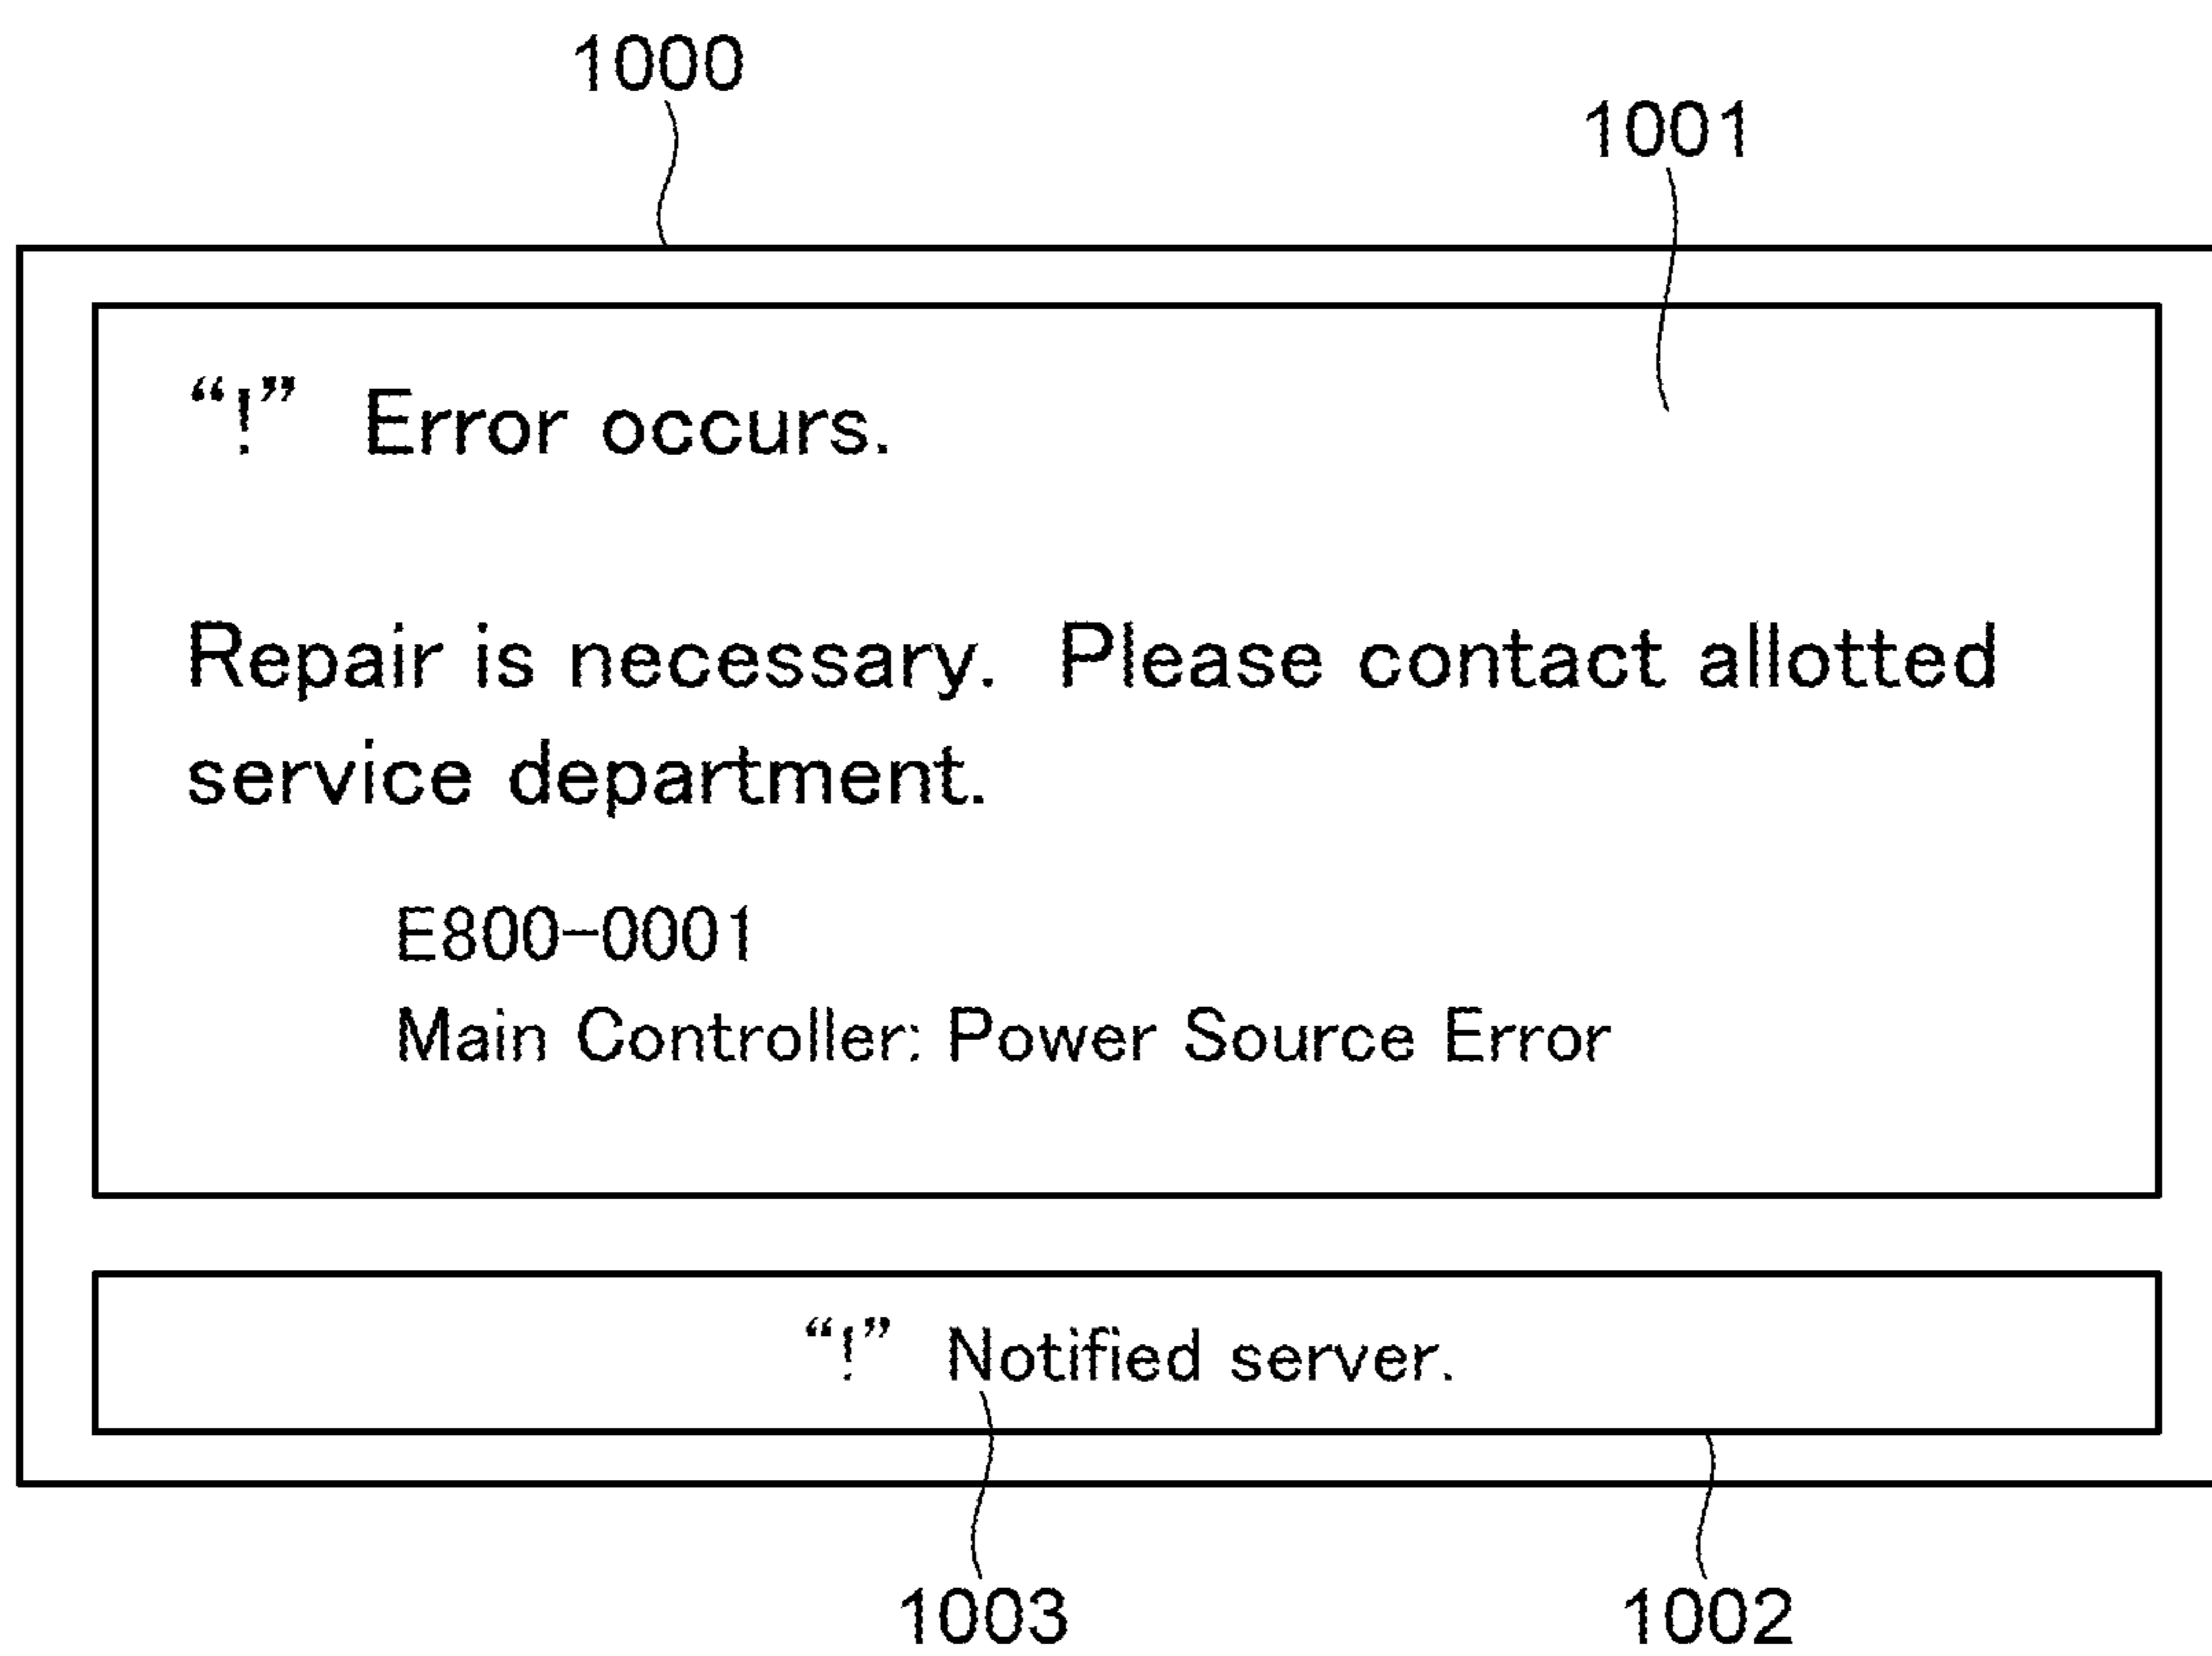 1000
1001
“!” Error occurs.
Repair is necessary. Please contact allotted
service department.
E800-0001
Main Controller: Power Source Error
“!” Notified server.
1003
1002